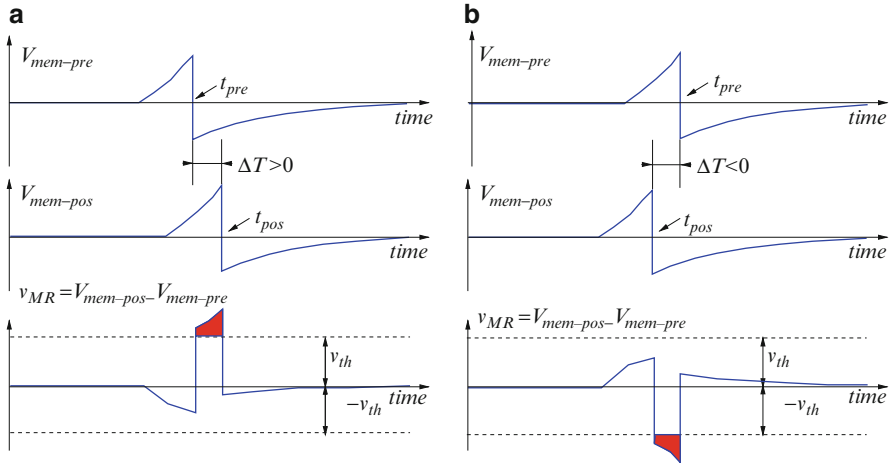 a
V_mem–pre
t_pre
time
ΔT>0
V_mem–pos
t_pos
time
v_MR=V_mem–pos–V_mem–pre
v_th
–v_th
time
b
V_mem–pre
t_pre
time
ΔT<0
V_mem–pos
t_pos
time
v_MR=V_mem–pos–V_mem–pre
v_th
–v_th
time